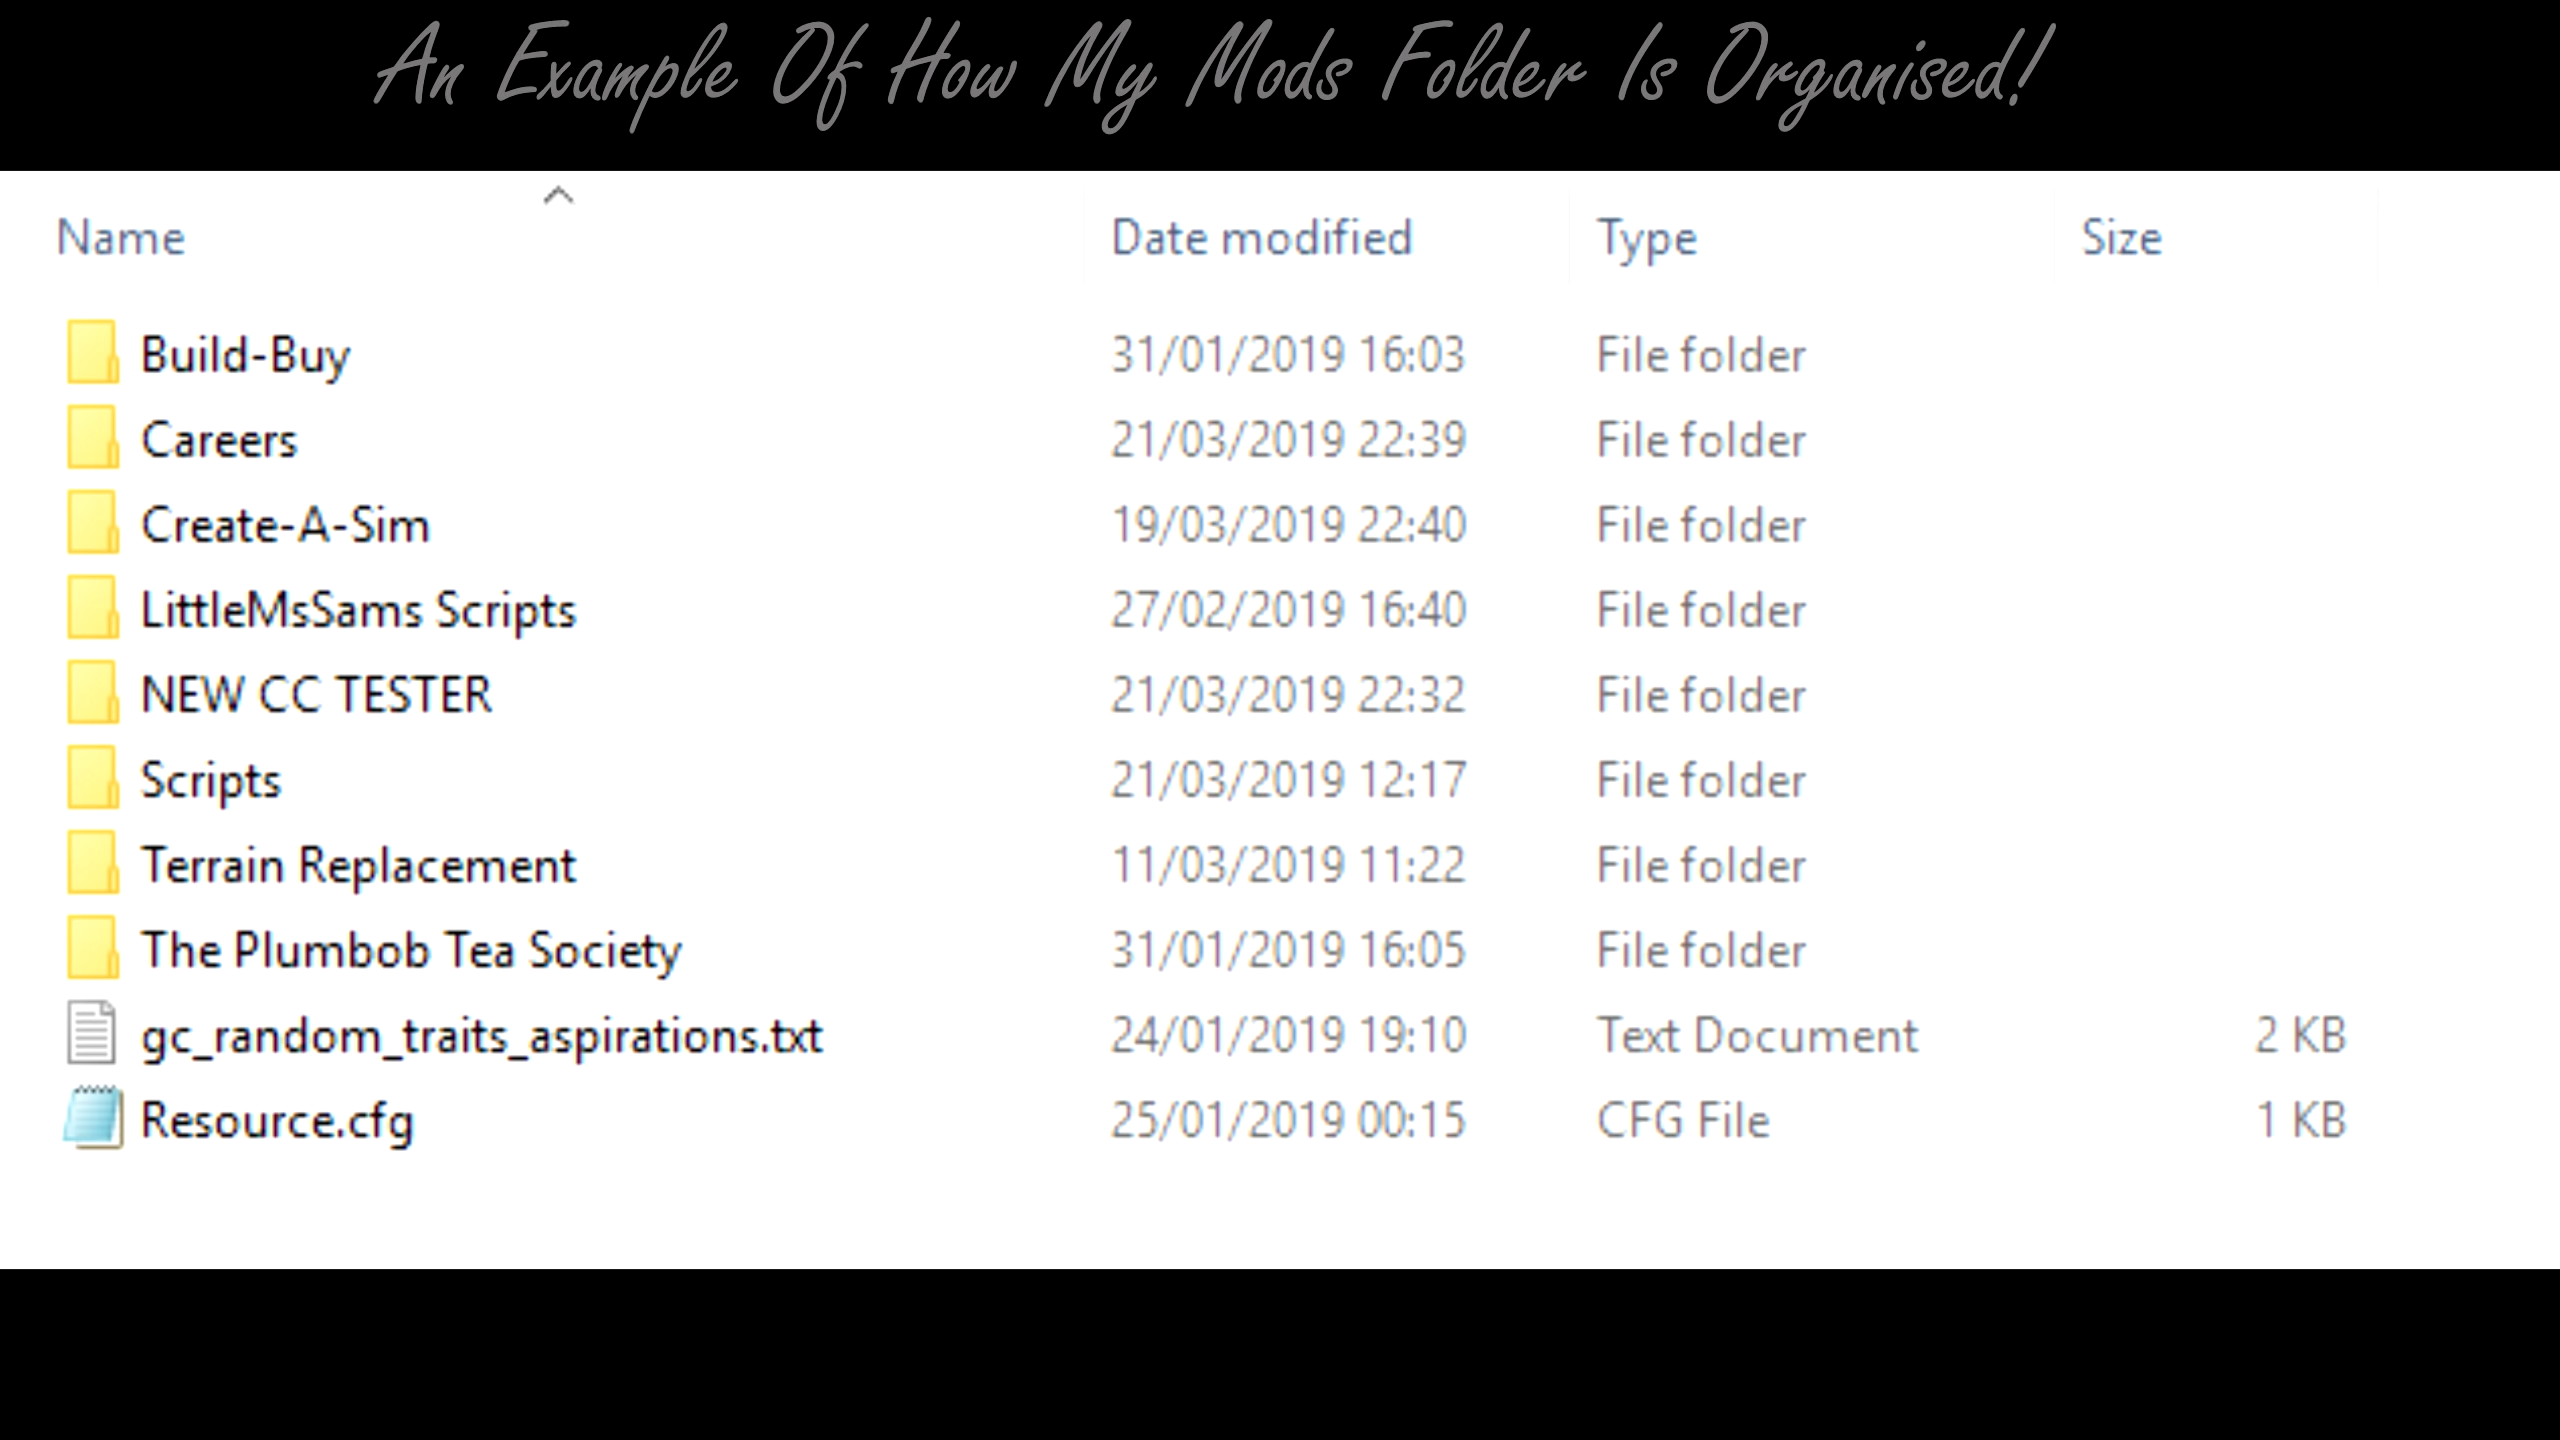 An Example Of How My Mods Folder Is Organised!
Name Date modified Type Size
Build-Buy 31/01/2019 16:03 File folder
Careers 21/03/2019 22:39 File folder
Create-A-Sim 19/03/2019 22:40 File folder
LittleMsSams Scripts 27/02/2019 16:40 File folder
NEW CC TESTER 21/03/2019 22:32 File folder
Scripts 21/03/2019 12:17 File folder
Terrain Replacement 11/03/2019 11:22 File folder
The Plumbob Tea Society 31/01/2019 16:05 File folder
gc_random_traits_aspirations.txt 24/01/2019 19:10 Text Document 2 KB
Resource.cfg 25/01/2019 00:15 CFG File 1 KB